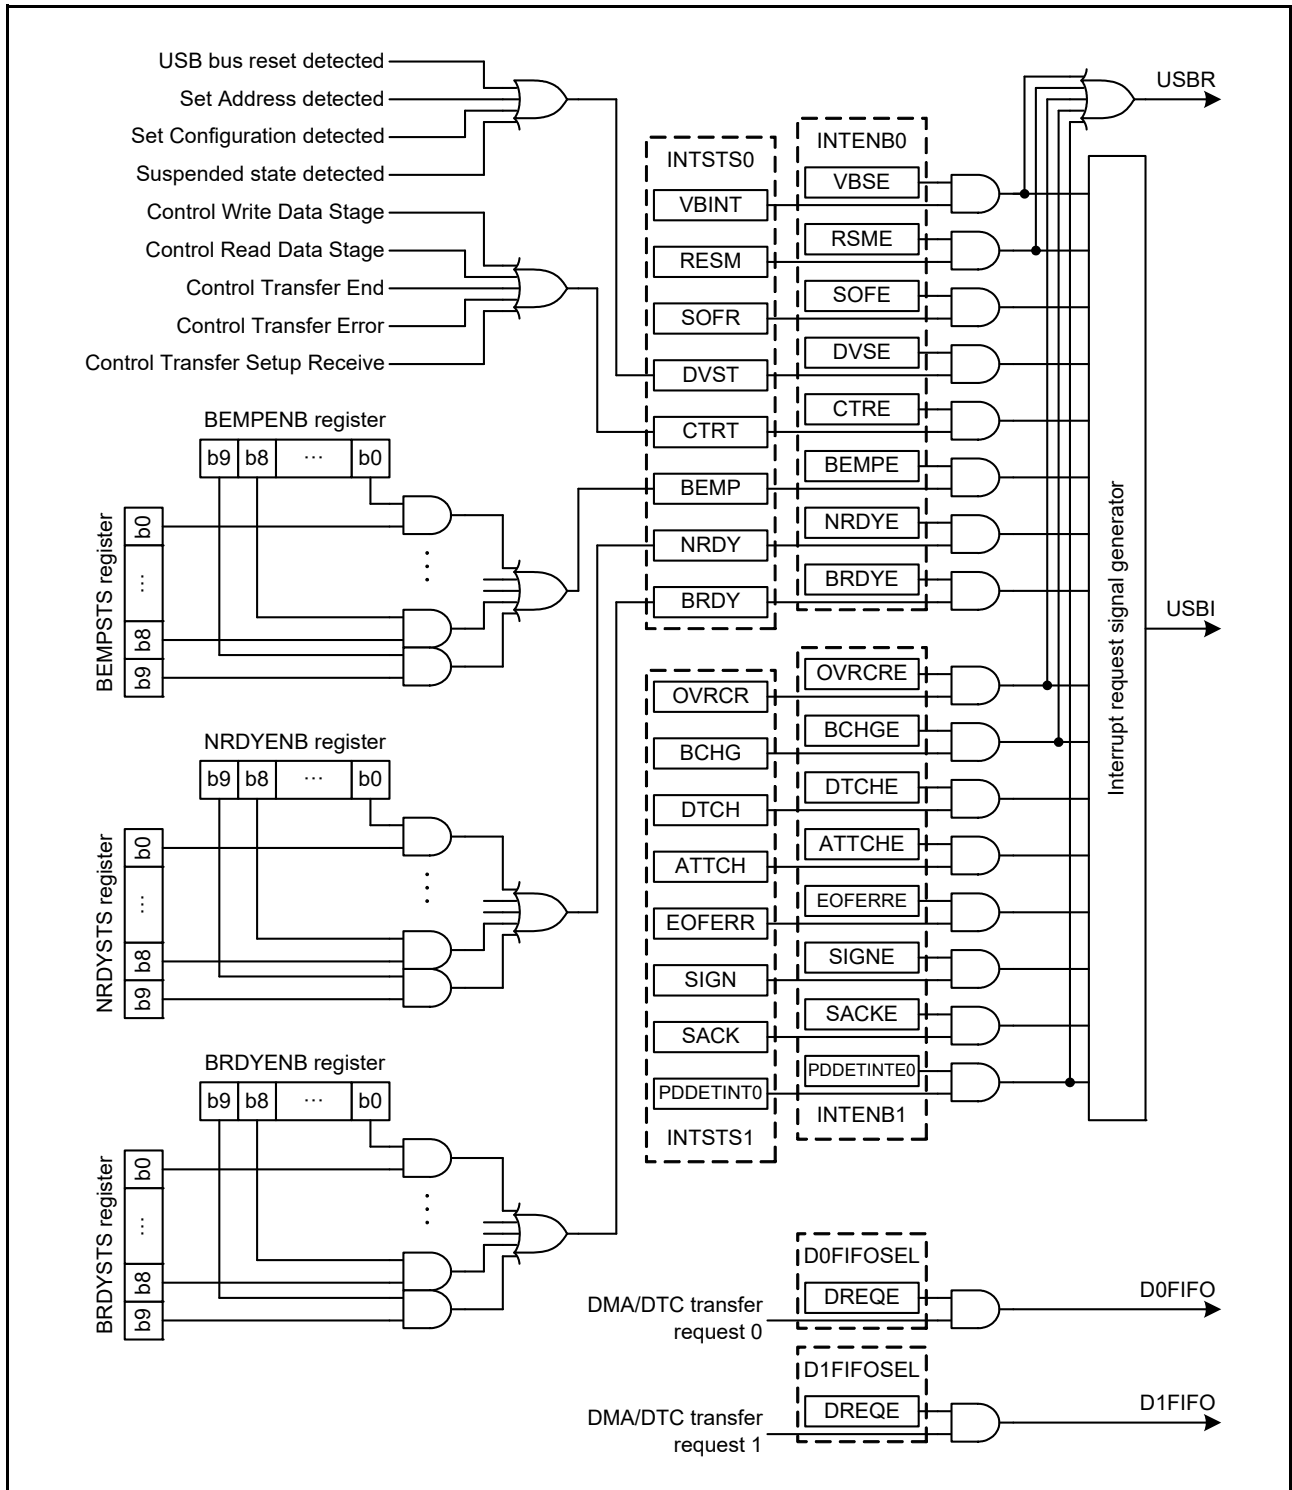 USB bus reset detected
Set Address detected
Set Configuration detected
Suspended state detected
Control Write Data Stage
Control Read Data Stage
Control Transfer End
Control Transfer Error
Control Transfer Setup Receive
BEMPENB register
b9 b8 ... b0
BEMPSTS register
b0
...
b8
b9
NRDYENB register
b9 b8 ... b0
NRDYSTS register
b0
...
b8
b9
BRDYENB register
b9 b8 ... b0
BRDYSTS register
b0
...
b8
b9
INTSTS0
VBINT
RESM
SOFR
DVST
CTRT
BEMP
NRDY
BRDY
INTENB0
VBSE
RSME
SOFE
DVSE
CTRE
BEMPE
NRDYE
BRDYE
OVRCR
BCHG
DTCH
ATTCH
EOFERR
SIGN
SACK
PDDETINT0
INTSTS1
OVRCRE
BCHGE
DTCHE
ATTCHE
EOFERRE
SIGNE
SACKE
PDDETINTE0
INTENB1
Interrupt request signal generator
USBR
USBI
D0FIFOSEL
DREQE
DMA/DTC transfer
request 0
D0FIFO
D1FIFOSEL
DREQE
DMA/DTC transfer
request 1
D1FIFO